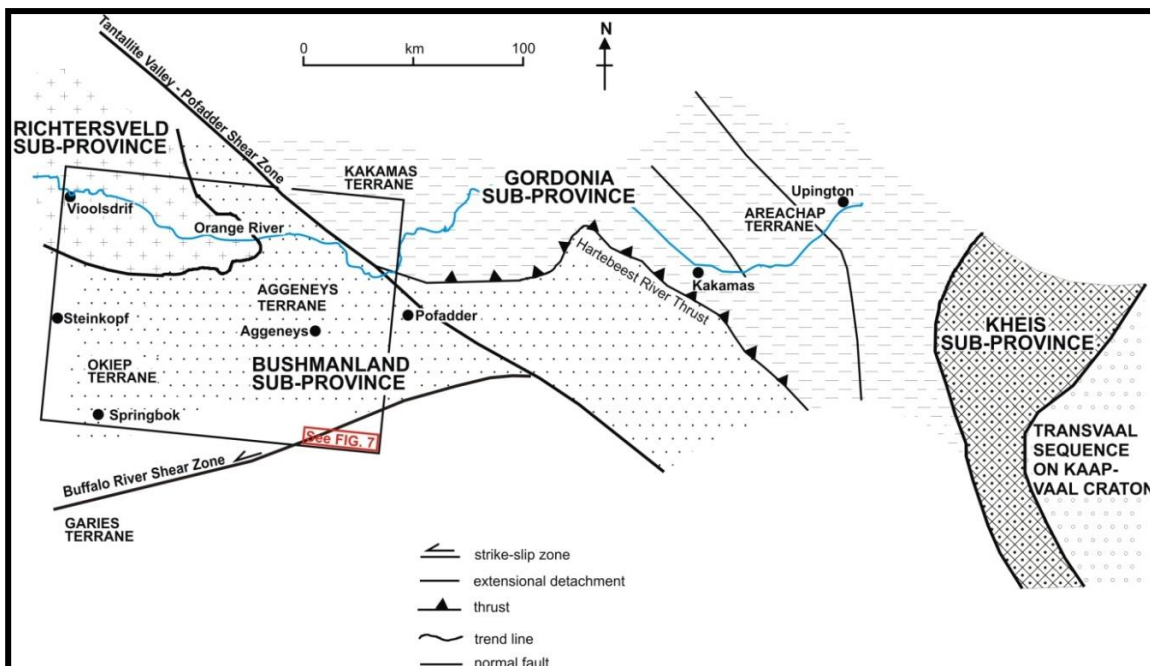 Tantallite Valley - Pofadder Shear Zone
0
km
100
N
RICHTERSVELD
SUB-PROVINCE
KAKAMAS
TERRANE
GORDONIA
SUB-PROVINCE
Upington
AREACHAP
TERRANE
Vioolsdrif
Orange River
Hartebeest River Thrust
Kakamas
AGGENEYS
TERRANE
Steinkopf
Aggeneys
Pofadder
KHEIS
SUB-PROVINCE
OKIEP
TERRANE
BUSHMANLAND
SUB-PROVINCE
Springbok
See FIG. 7
TRANSVAAL
SEQUENCE
ON KAAP-
VAAL CRATON
Buffalo River Shear Zone
GARIES
TERRANE
strike-slip zone
extensional detachment
thrust
trend line
normal fault